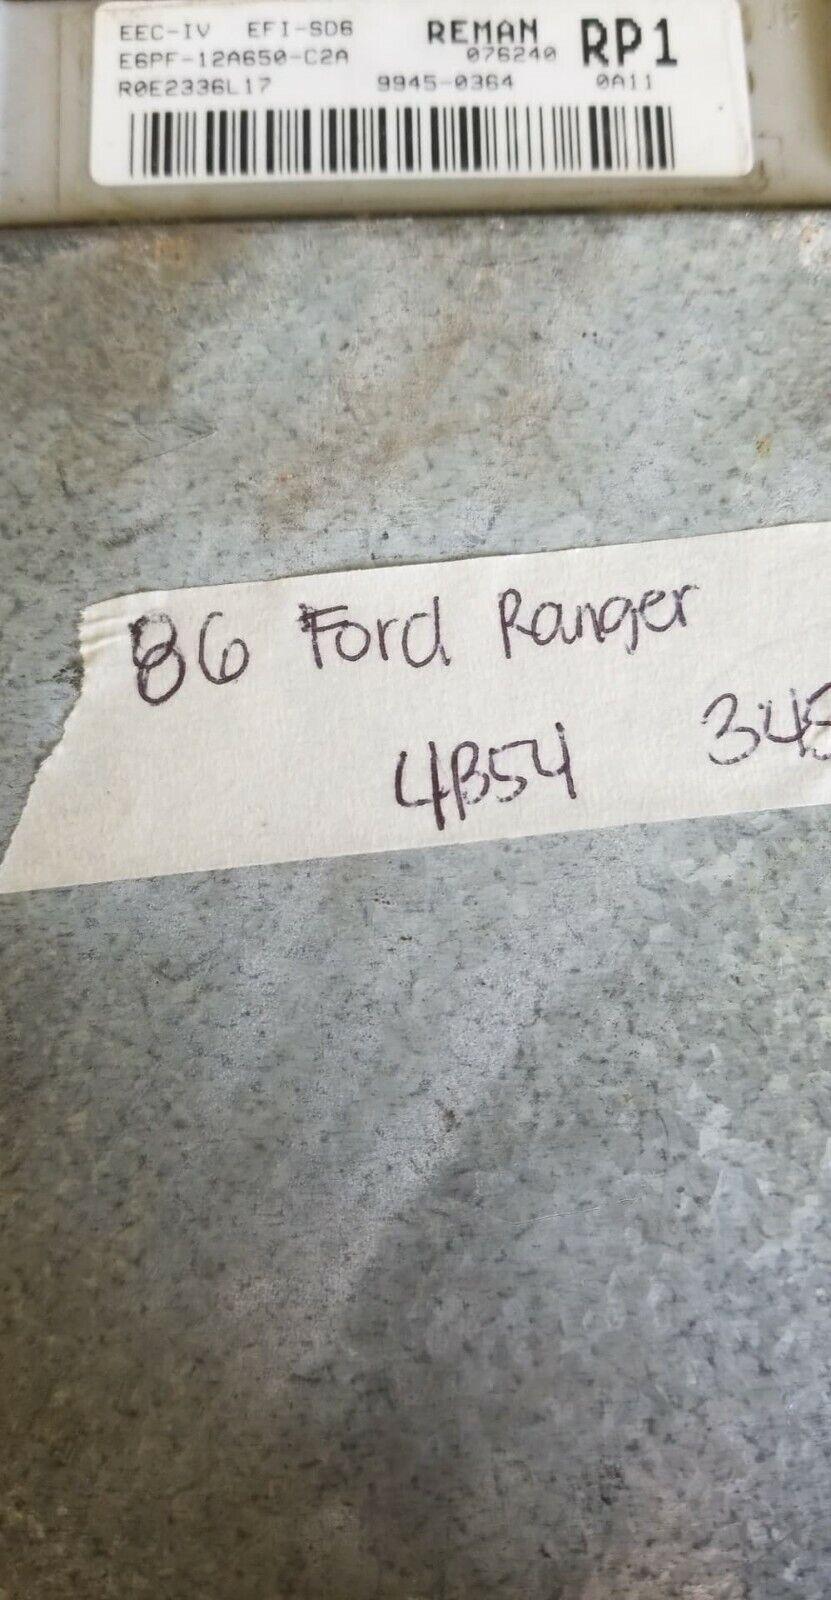 EEC-IV EFI-SD6 REMAN RP1
E6PF-12A650-C2A 076240
R0E2336L17 9945-0364 0A11
86 Ford Ranger
4B54